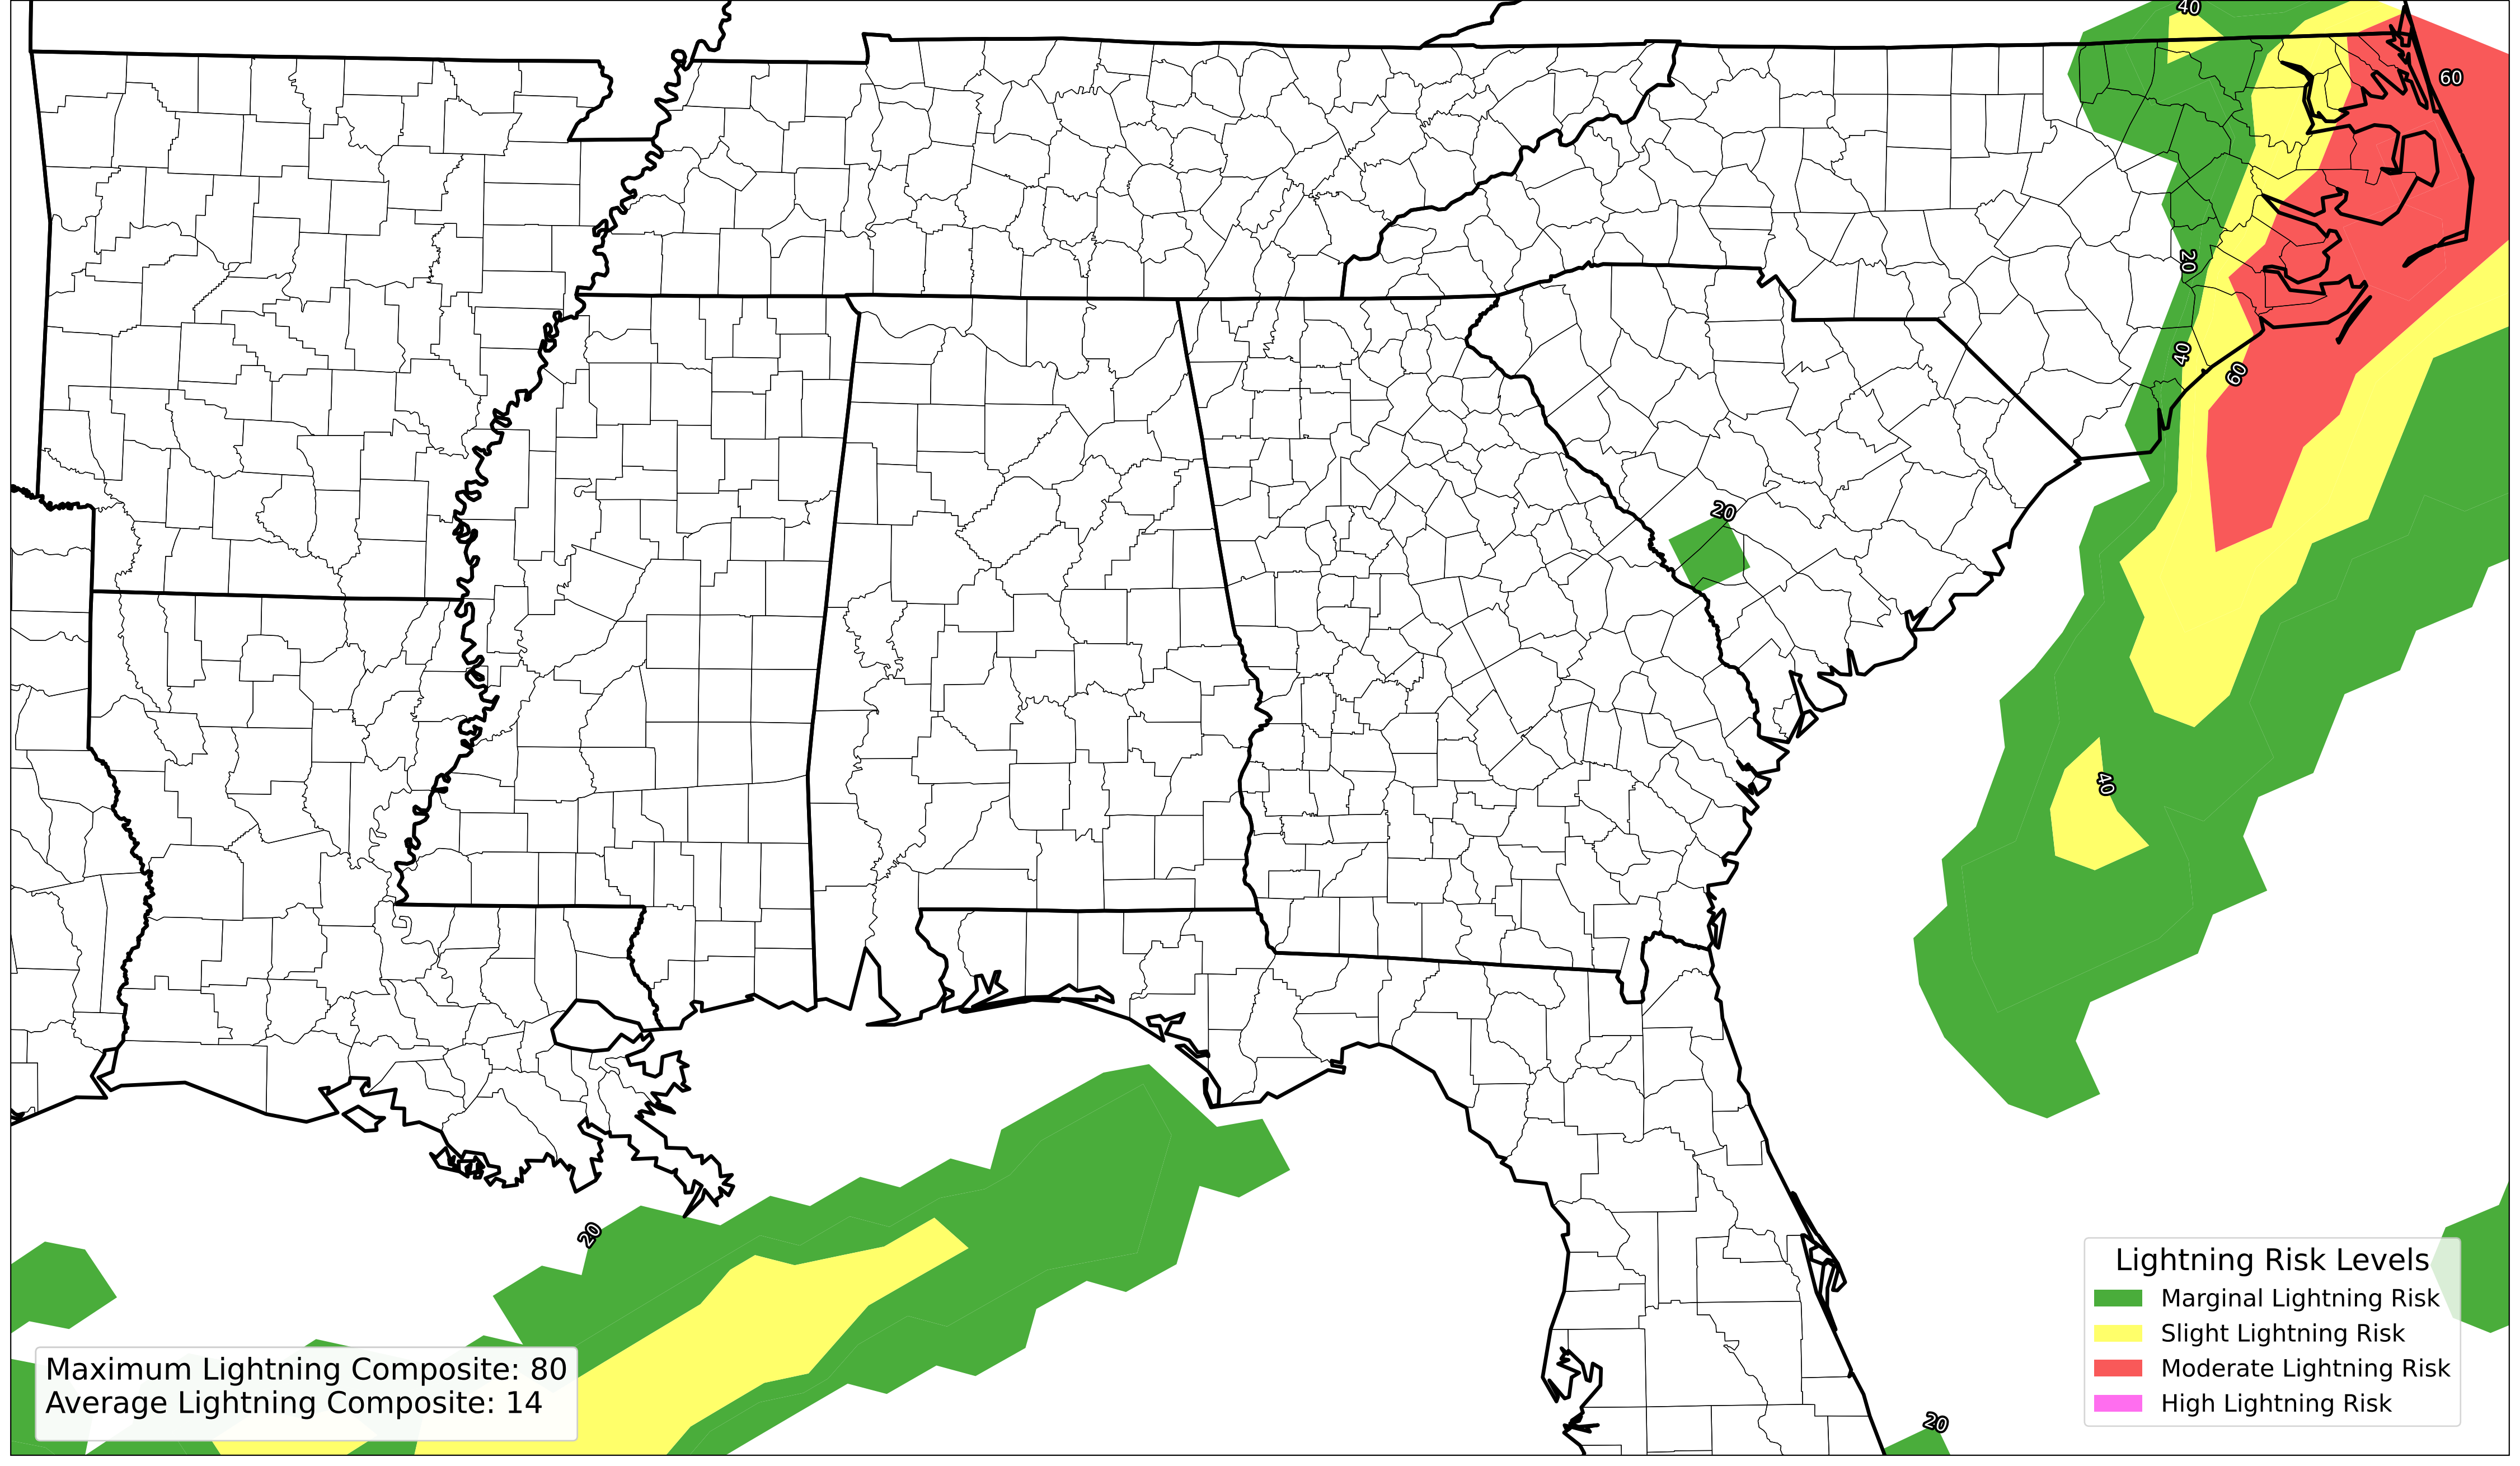 40
60
20
40
60
20
40
20
20
Lightning Risk Levels
Marginal Lightning Risk
Slight Lightning Risk
Moderate Lightning Risk
High Lightning Risk
Maximum Lightning Composite: 80
Average Lightning Composite: 14